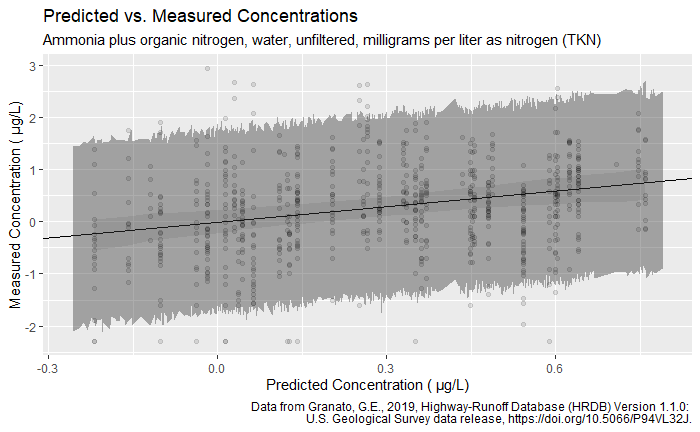 Predicted vs. Measured Concentrations
Ammonia plus organic nitrogen, water, unfiltered, milligrams per liter as nitrogen (TKN)
3
2
1
0
-1
-2
Measured Concentration ( µg/L)
-0.3 0.0 0.3 0.6
Predicted Concentration ( µg/L)
Data from Granato, G.E., 2019, Highway-Runoff Database (HRDB) Version 1.1.0:
U.S. Geological Survey data release, https://doi.org/10.5066/P94VL32J.